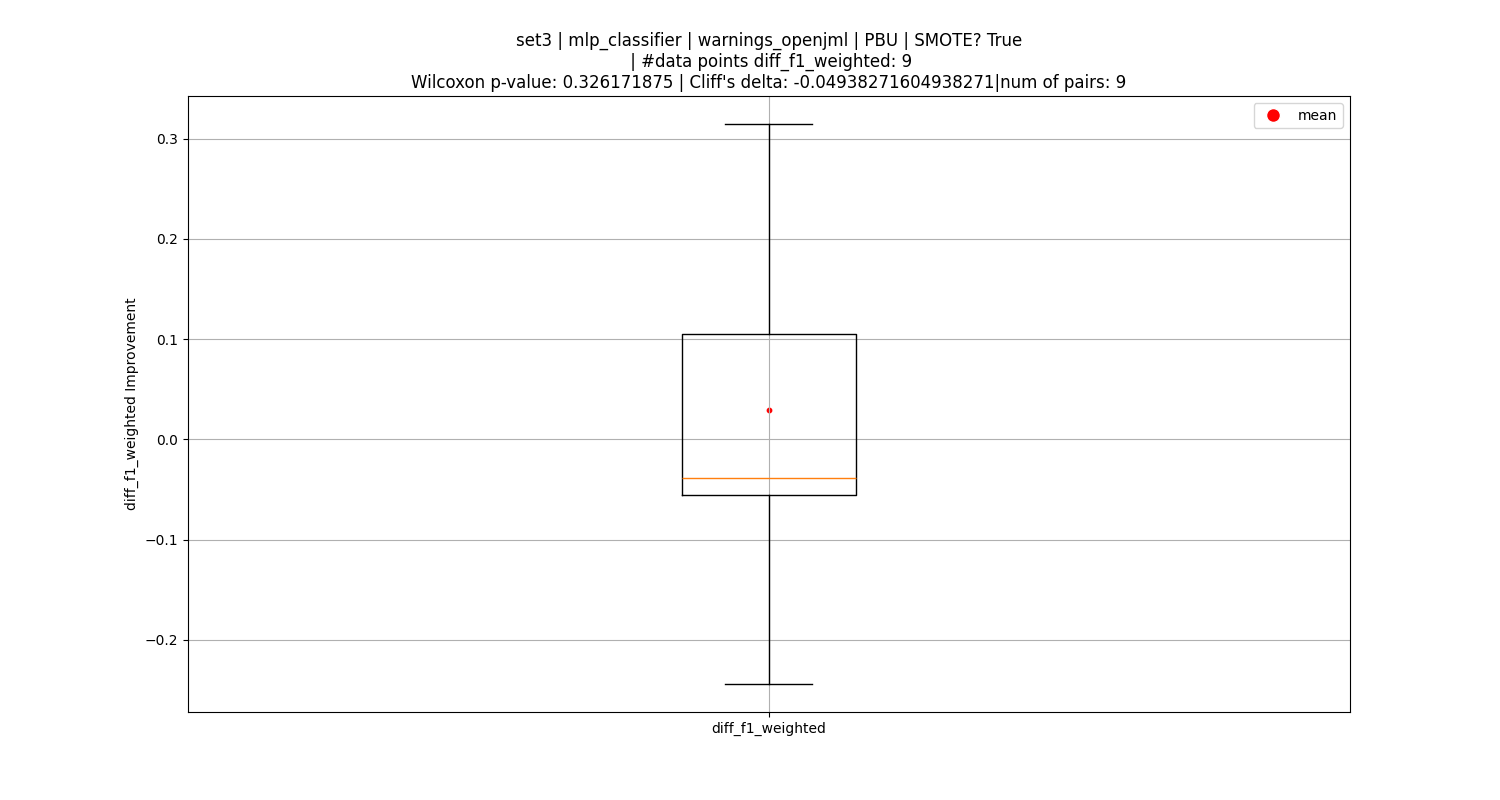 set3 | mlp_classifier | warnings_openjml | PBU | SMOTE? True
| #data points diff_f1_weighted: 9
Wilcoxon p-value: 0.326171875 | Cliff's delta: -0.04938271604938271|num of pairs: 9
mean
0.3
0.2
0.1
0.0
−0.1
−0.2
diff_f1_weighted Improvement
diff_f1_weighted